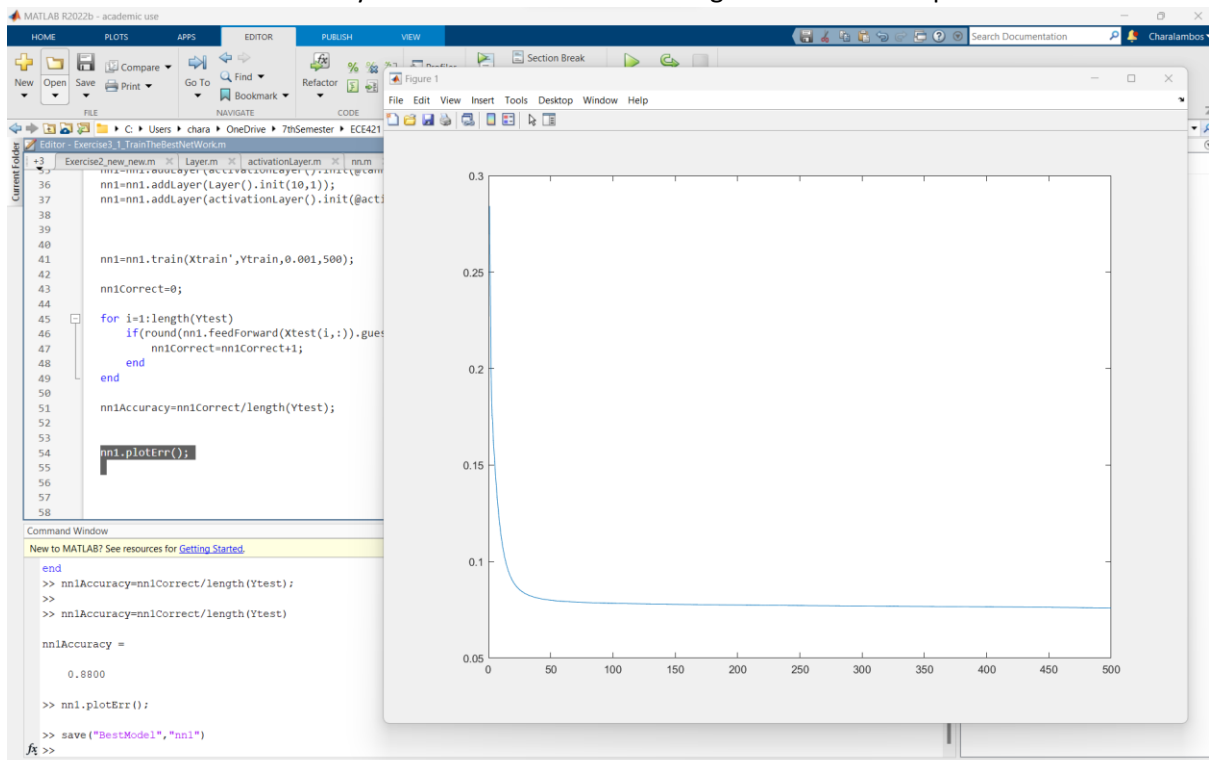 MATLAB R2022b - academic use
HOME PLOTS APPS EDITOR PUBLISH VIEW
Search Documentation
Charalambos
New Open Save Compare Print Go To Find Bookmark Refactor Section Break
FILE NAVIGATE CODE
C: Users chara OneDrive 7thSemester ECE421
Current Folder
Editor - Exercise3_1_TrainTheBestNetWork.m
+3 Exercise2_new_new.m Layer.m activationLayer.m nn.m
36 nn1=nn1.addLayer(Layer().init(10,1));
37 nn1=nn1.addLayer(activationLayer().init(@acti
38
39
40
41 nn1=nn1.train(Xtrain',Ytrain,0.001,500);
42
43 nn1Correct=0;
44
45 for i=1:length(Ytest)
46 if(round(nn1.feedForward(Xtest(i,:)).gues
47 nn1Correct=nn1Correct+1;
48 end
49 end
50
51 nn1Accuracy=nn1Correct/length(Ytest);
52
53
54 nn1.plotErr();
55
56
57
58
Command Window
New to MATLAB? See resources for Getting Started.
end
>> nn1Accuracy=nn1Correct/length(Ytest);
>>
>> nn1Accuracy=nn1Correct/length(Ytest)
nn1Accuracy =
0.8800
>> nn1.plotErr();
>> save("BestModel","nn1")
fx >>
Figure 1
File Edit View Insert Tools Desktop Window Help
0.3
0.25
0.2
0.15
0.1
0.05
0 50 100 150 200 250 300 350 400 450 500